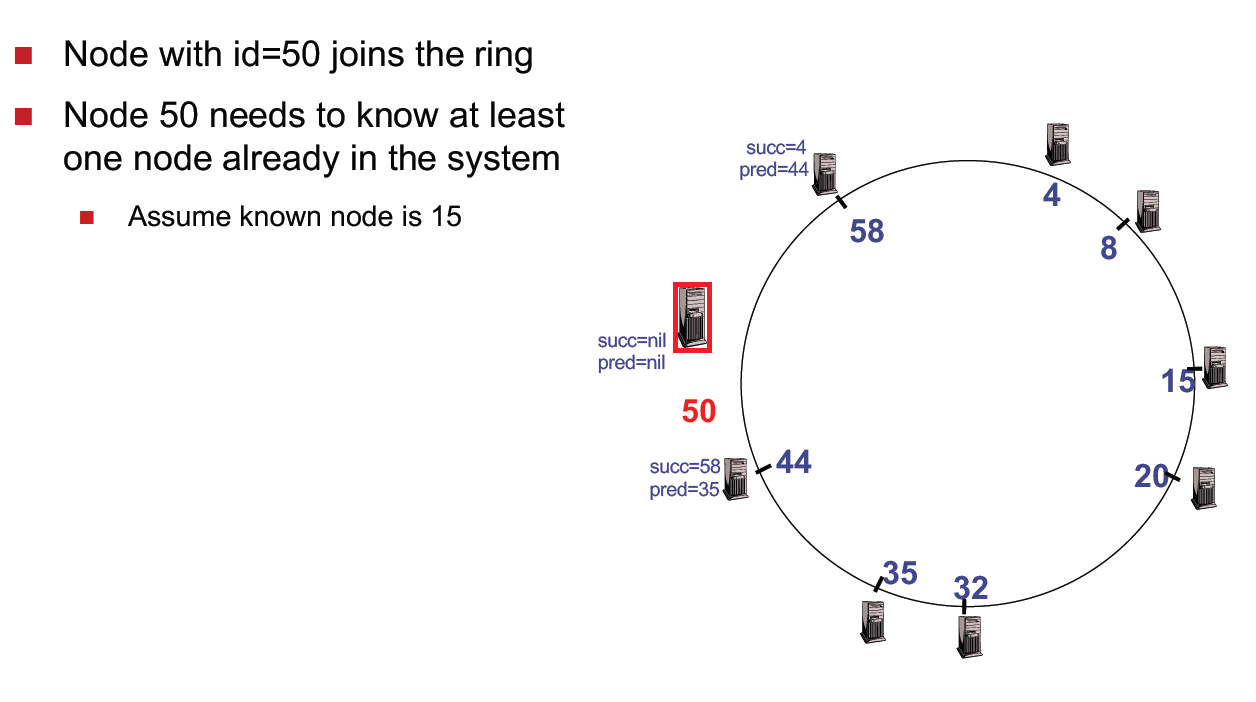 Node with id=50 joins the ring
Node 50 needs to know at least
one node already in the system
Assume known node is 15
succ=4
pred=44
58
4
8
succ=nil
pred=nil
50
15
succ=58
pred=35
44
20
35
32